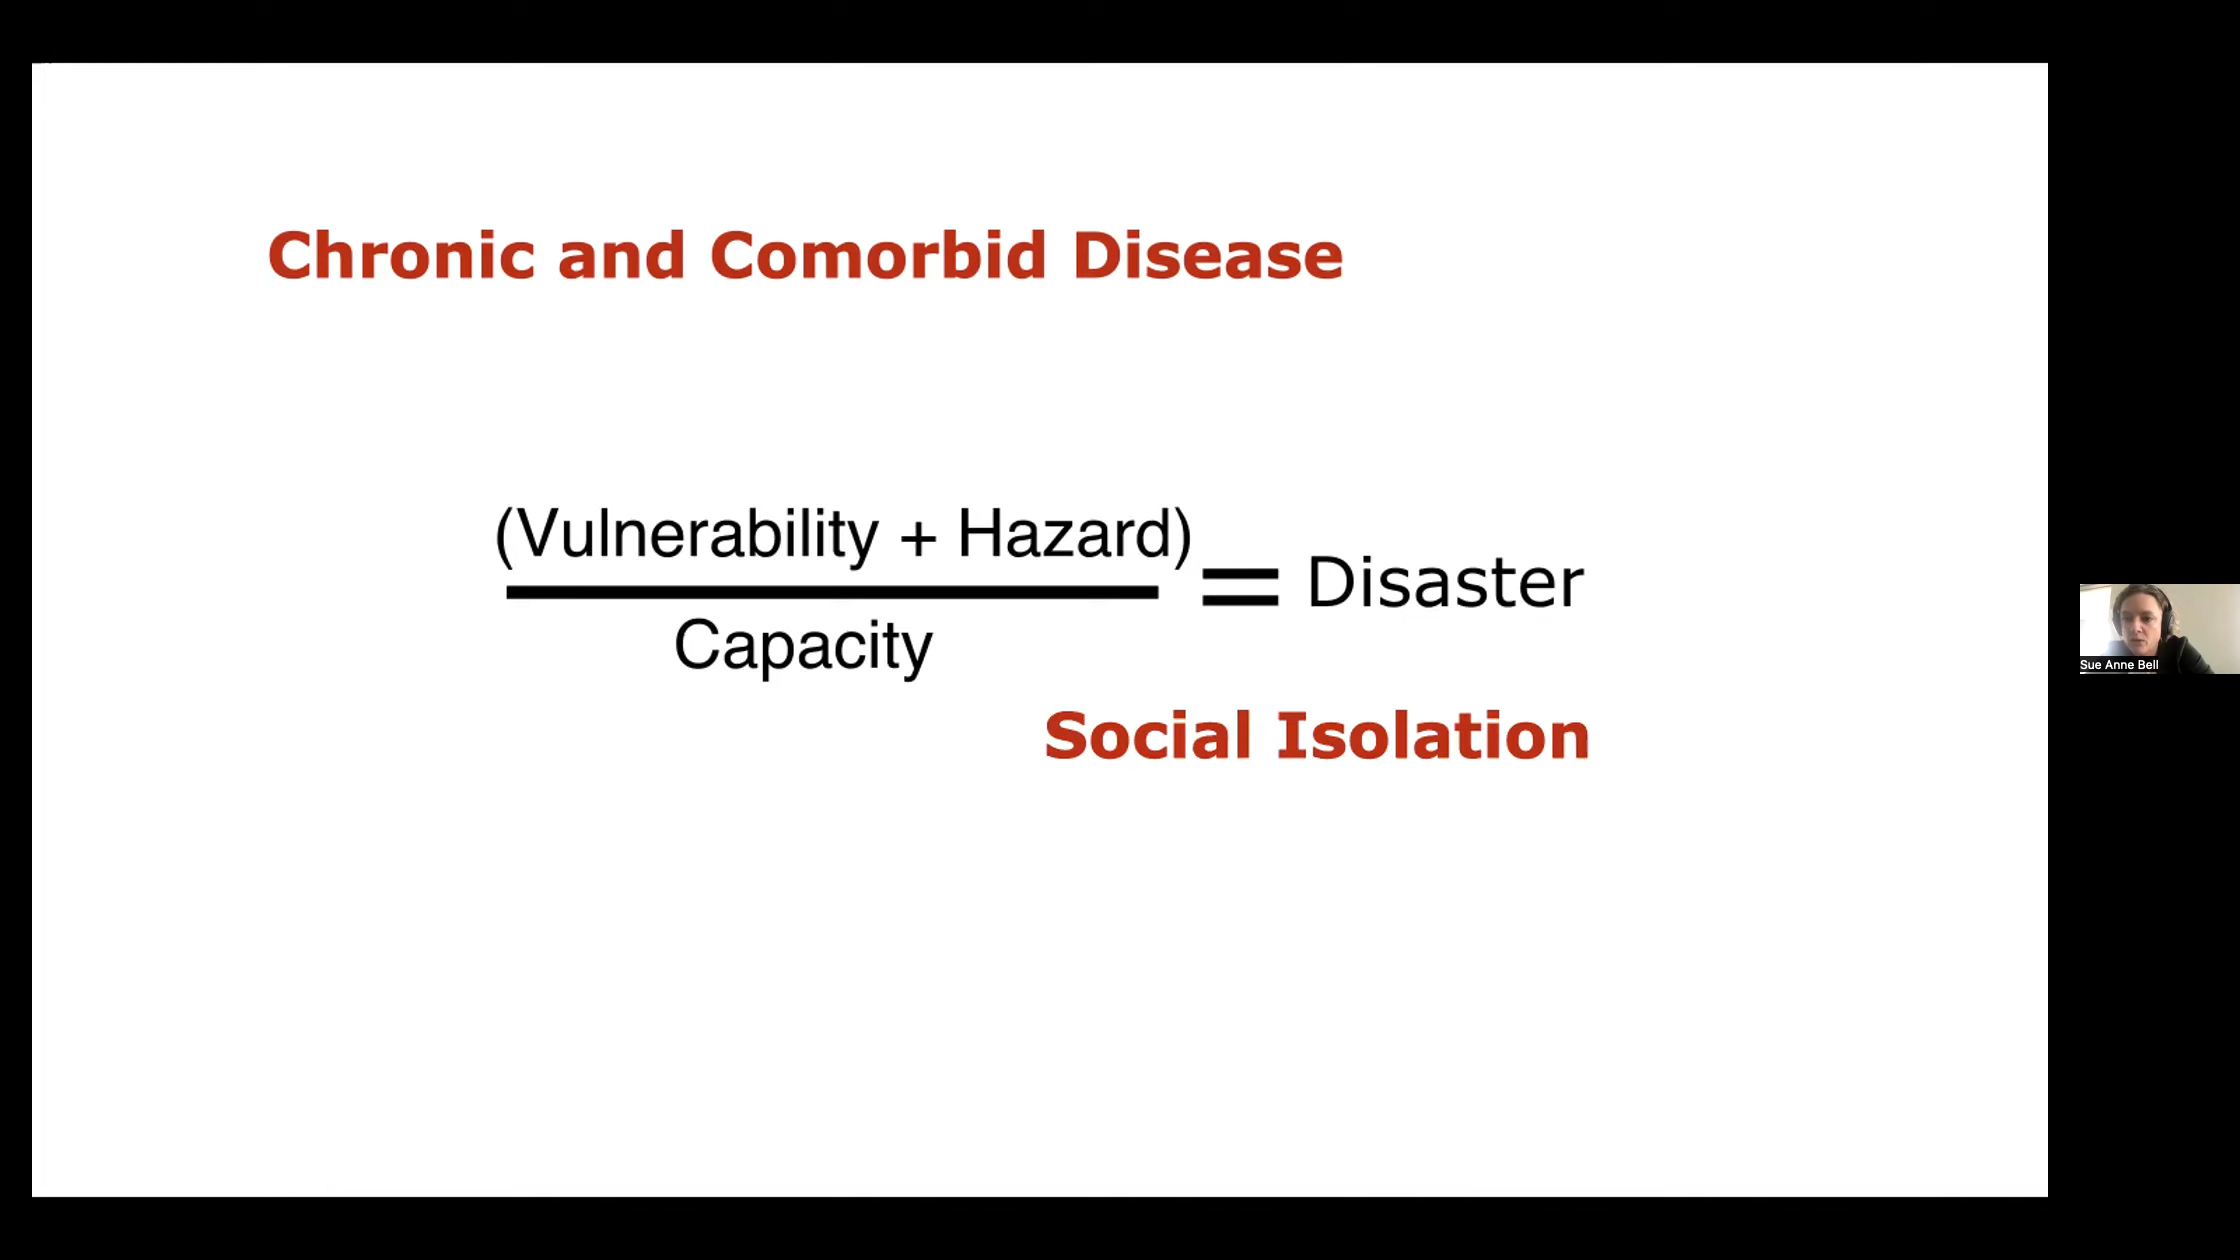 Chronic and Comorbid Disease
(Vulnerability + Hazard)
= Disaster
Capacity
Social Isolation
Sue Anne Bell